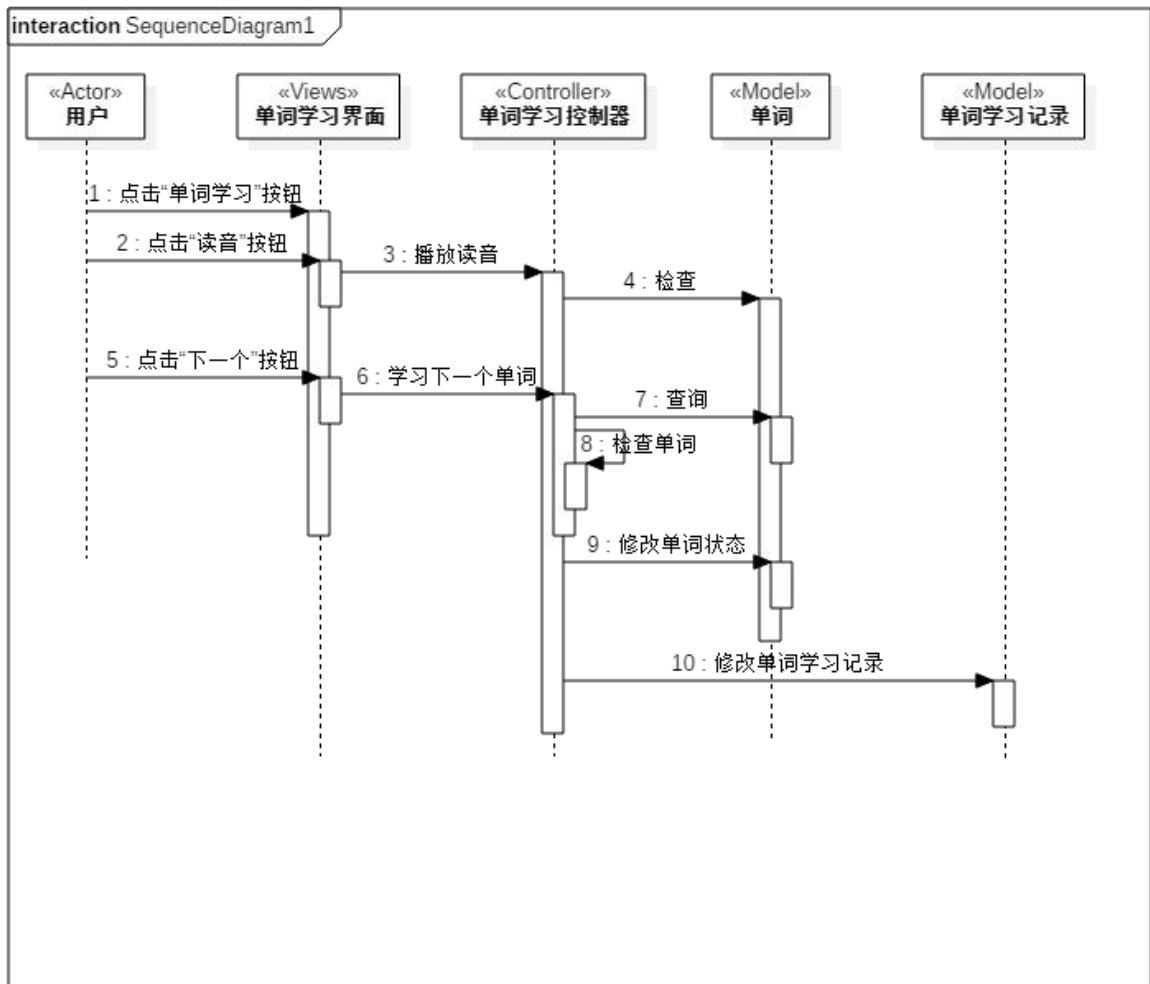 interaction SequenceDiagram1
«Actor»
用户
«Views»
单词学习界面
«Controller»
单词学习控制器
«Model»
单词
«Model»
单词学习记录
1 : 点击“单词学习”按钮
2 : 点击“读音”按钮
3 : 播放读音
4 : 检查
5 : 点击“下一个”按钮
6 : 学习下一个单词
7 : 查询
8 : 检查单词
9 : 修改单词状态
10 : 修改单词学习记录